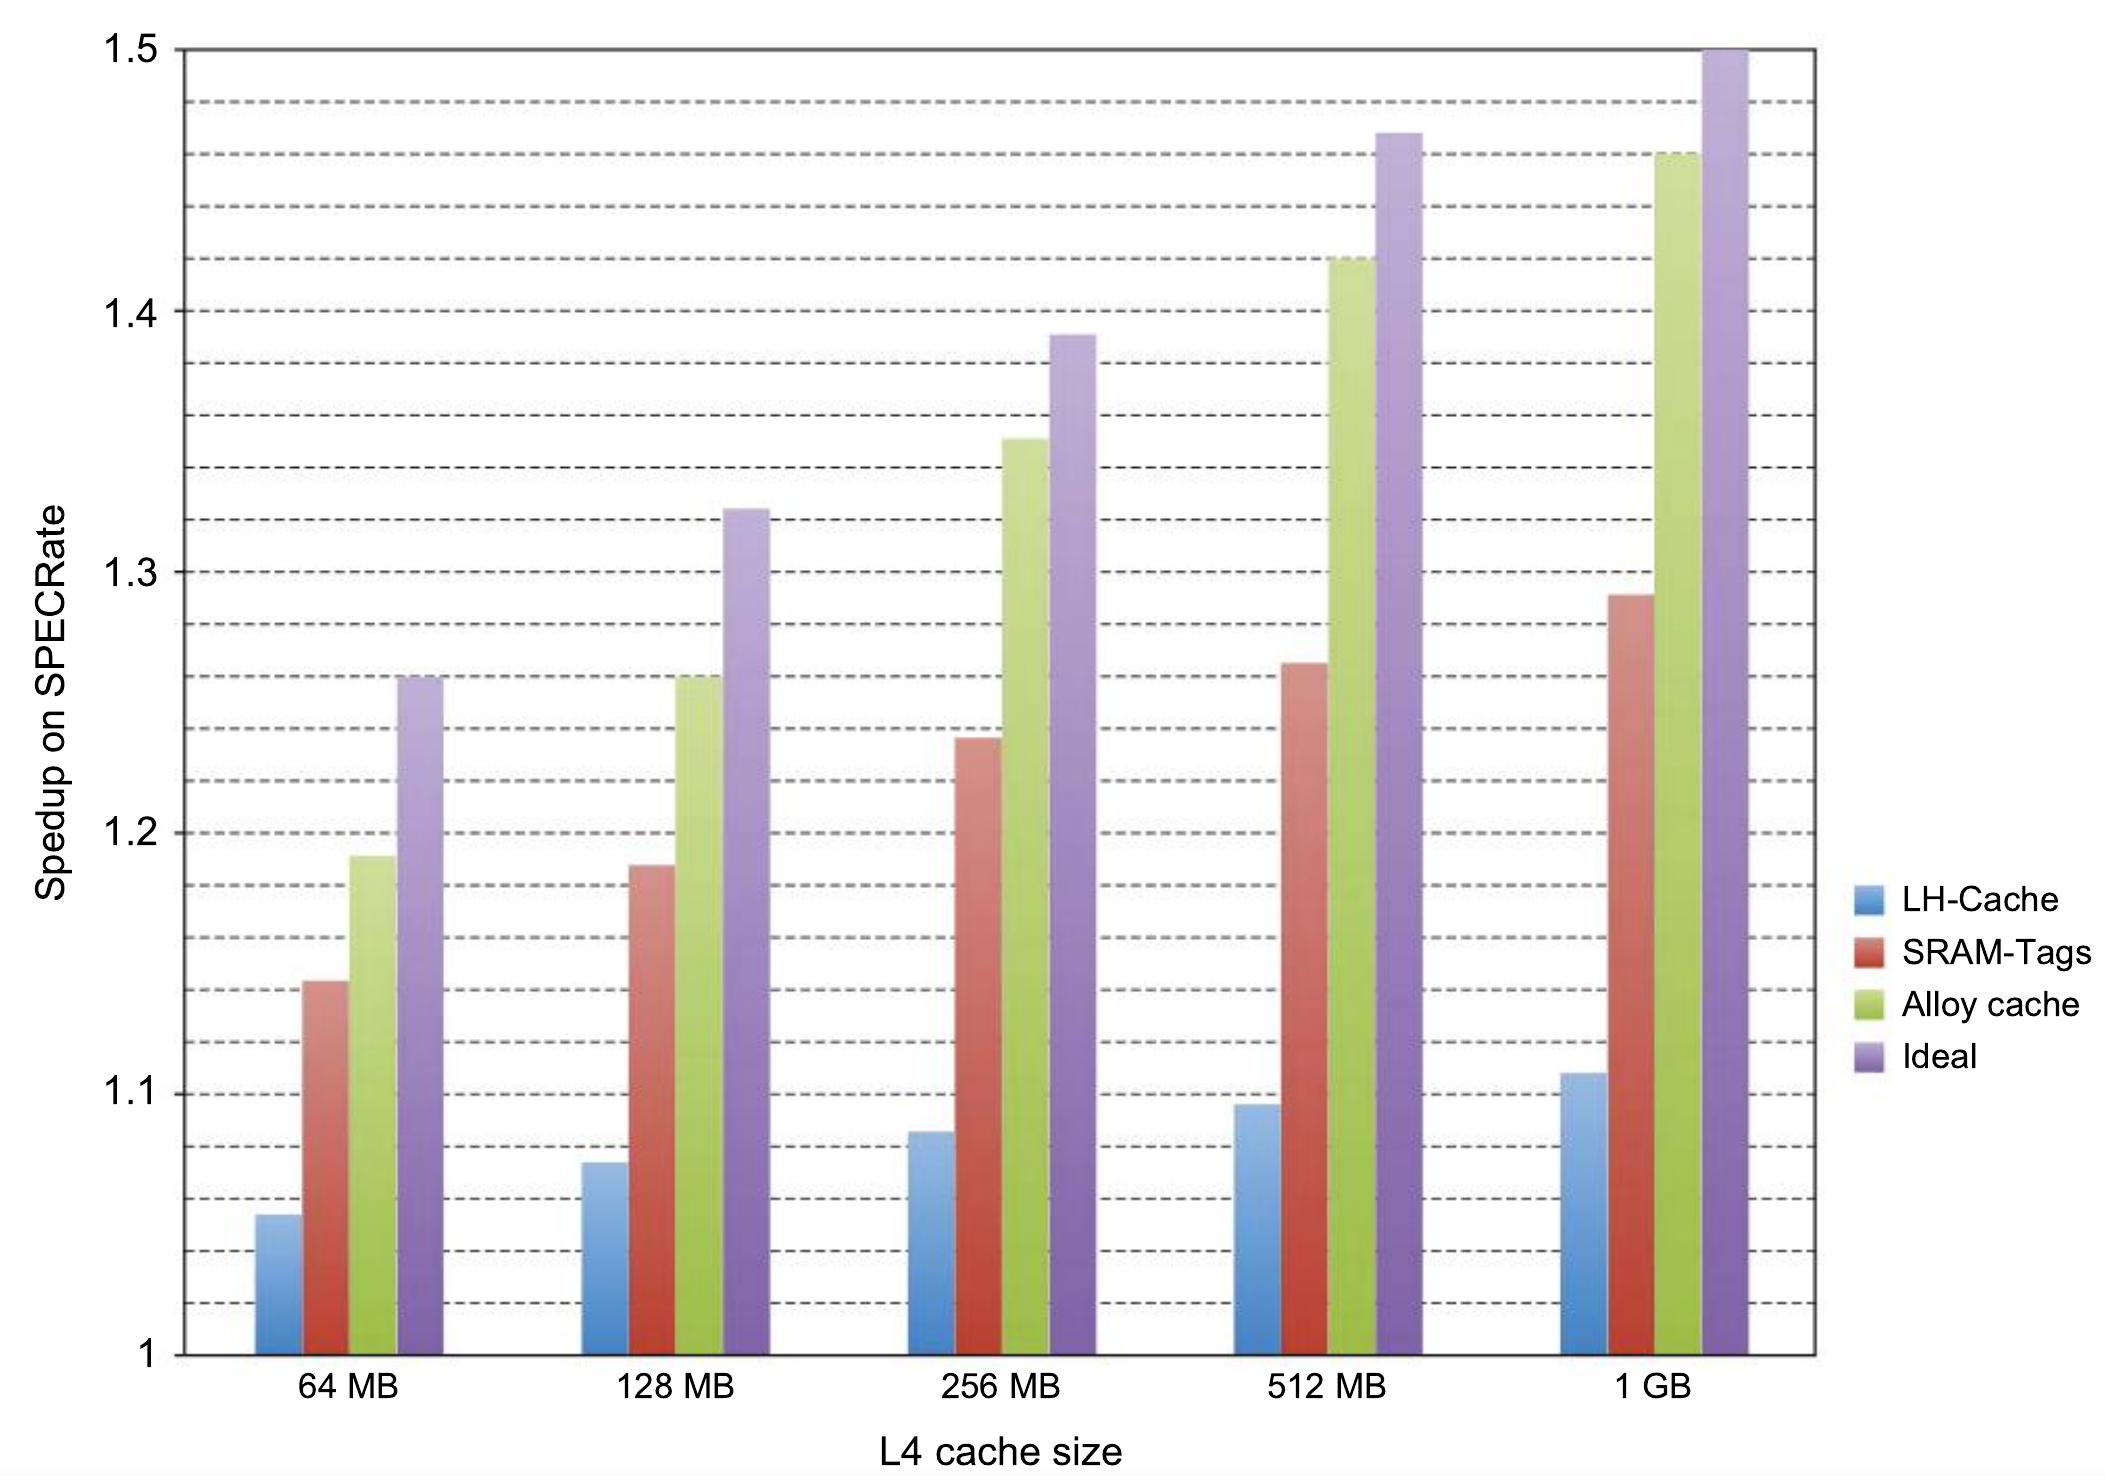 1.5
1.4
1.3
1.2
1.1
1
Spedup on SPECRate
64 MB
128 MB
256 MB
512 MB
1 GB
L4 cache size
LH-Cache
SRAM-Tags
Alloy cache
Ideal